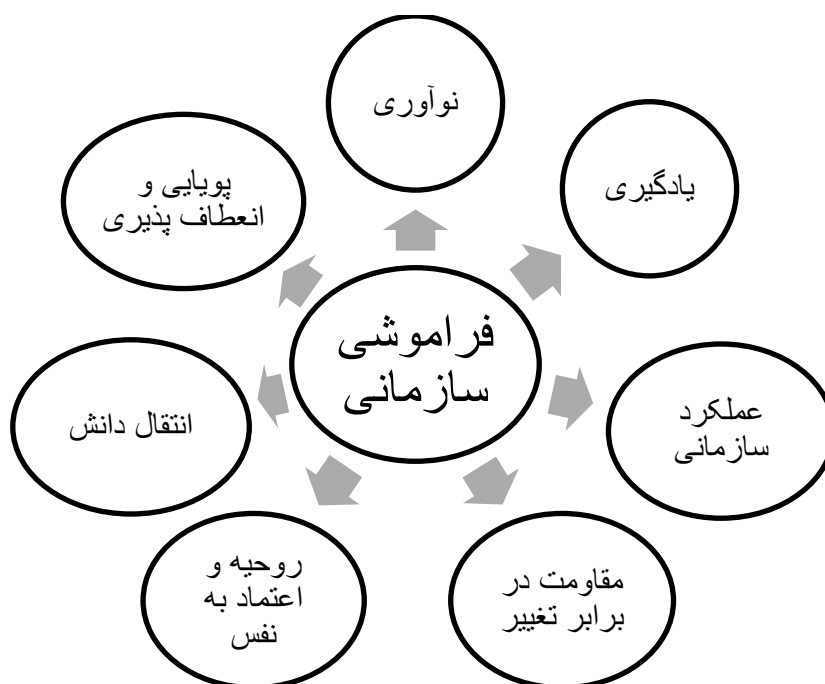 نوآوری
یادگیری
پویایی و
انعطاف پذیری
فراموشی
سازمانی
عملکرد
سازمانی
انتقال دانش
مقاومت در
برابر تغییر
روحیه و
اعتماد به
نفس